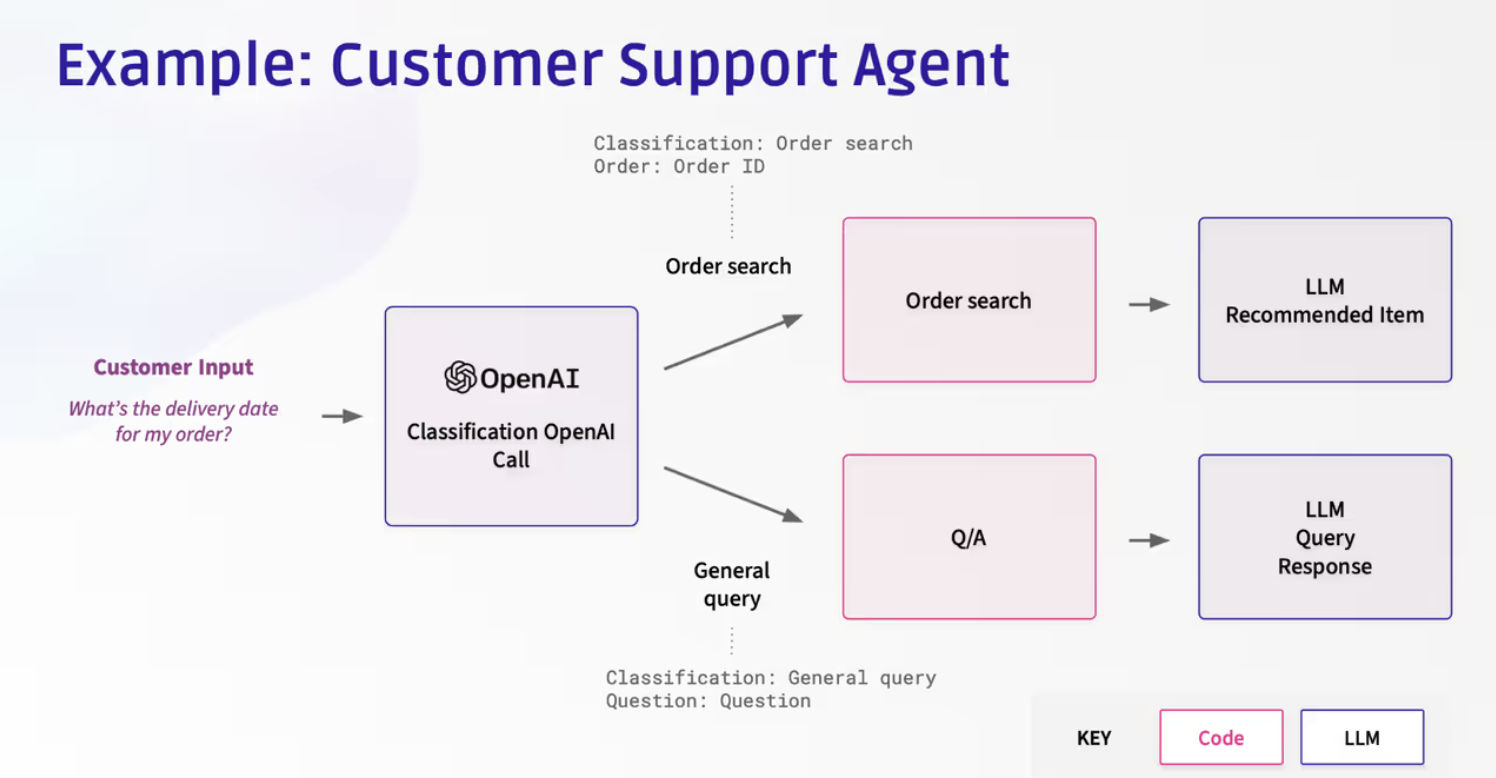 Example: Customer Support Agent
Classification: Order search
Order: Order ID
Order search
Customer Input
What's the delivery date
for my order?
OpenAI
Classification OpenAI
Call
Order search
LLM
Recommended Item
General
query
Q/A
LLM
Query
Response
Classification: General query
Question: Question
KEY
Code
LLM